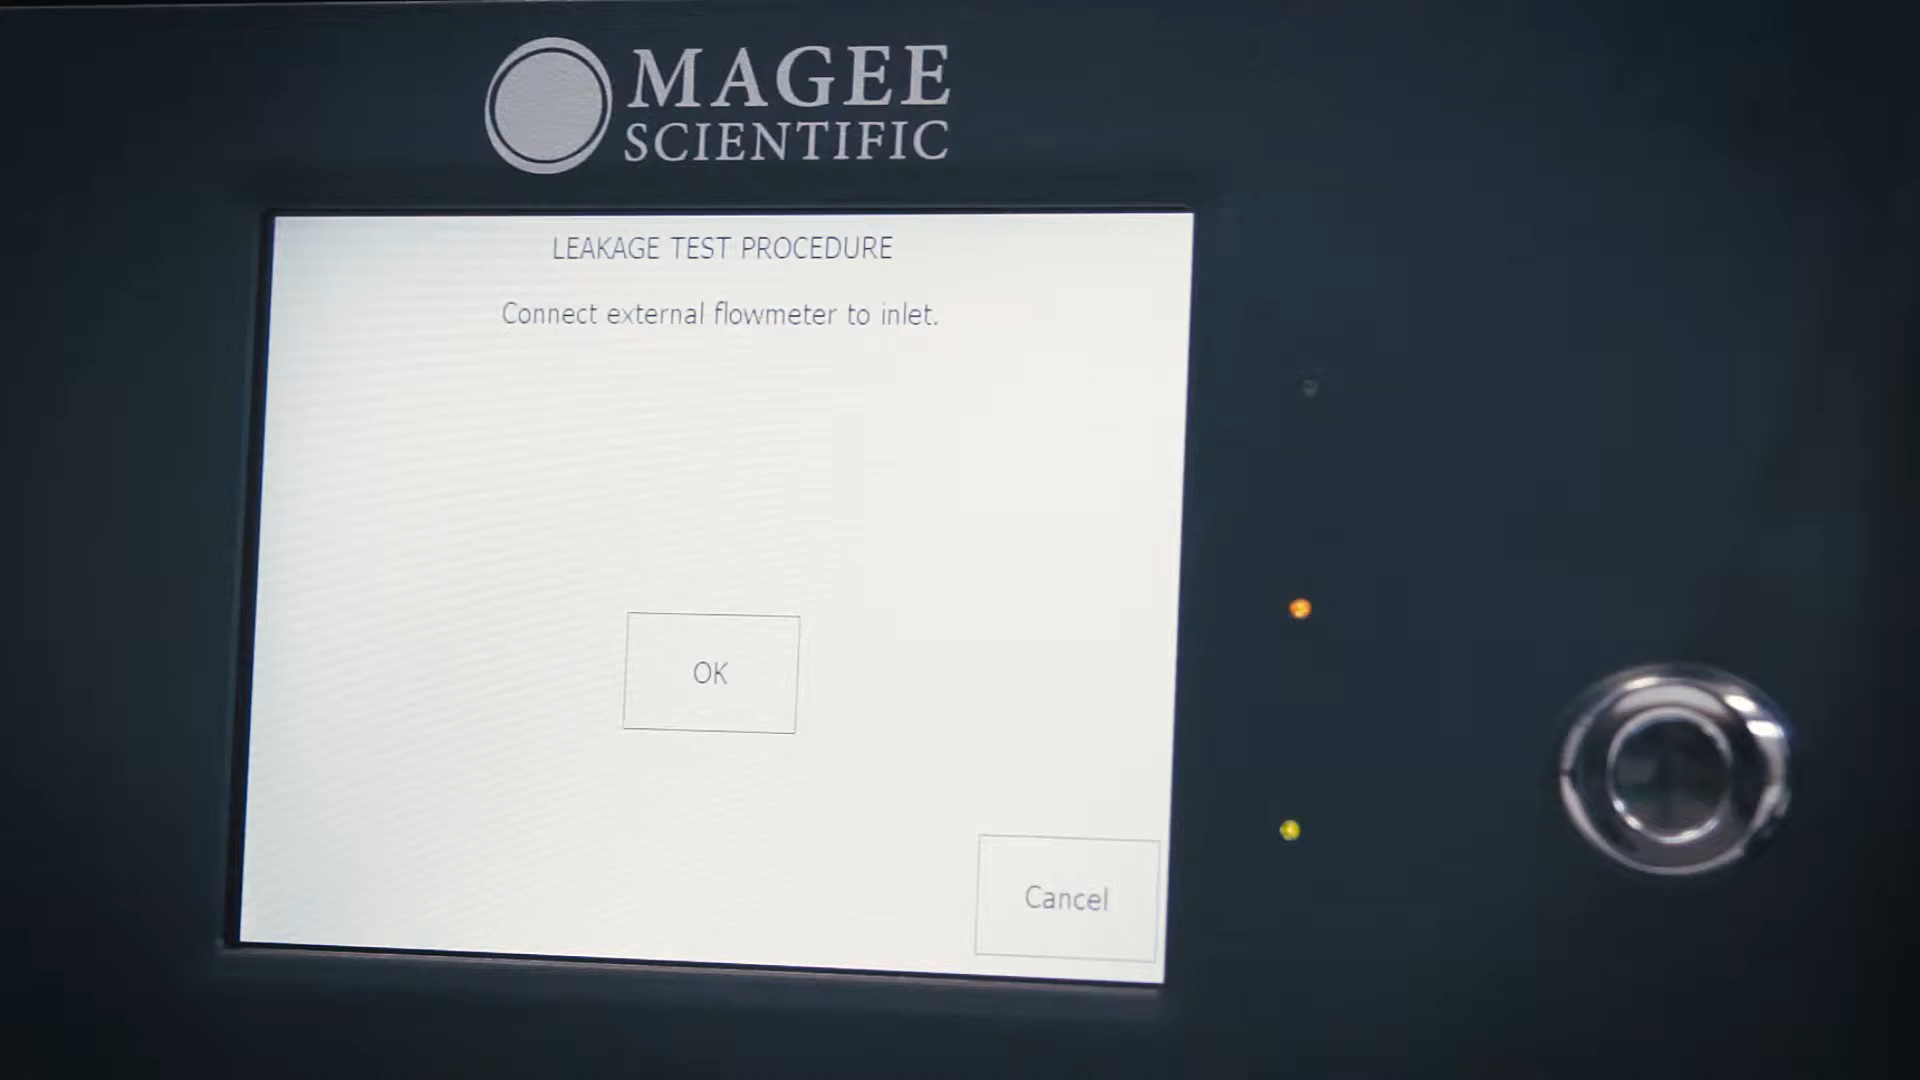 MAGEE
SCIENTIFIC
LEAKAGE TEST PROCEDURE
Connect external flowmeter to inlet.
OK
Cancel